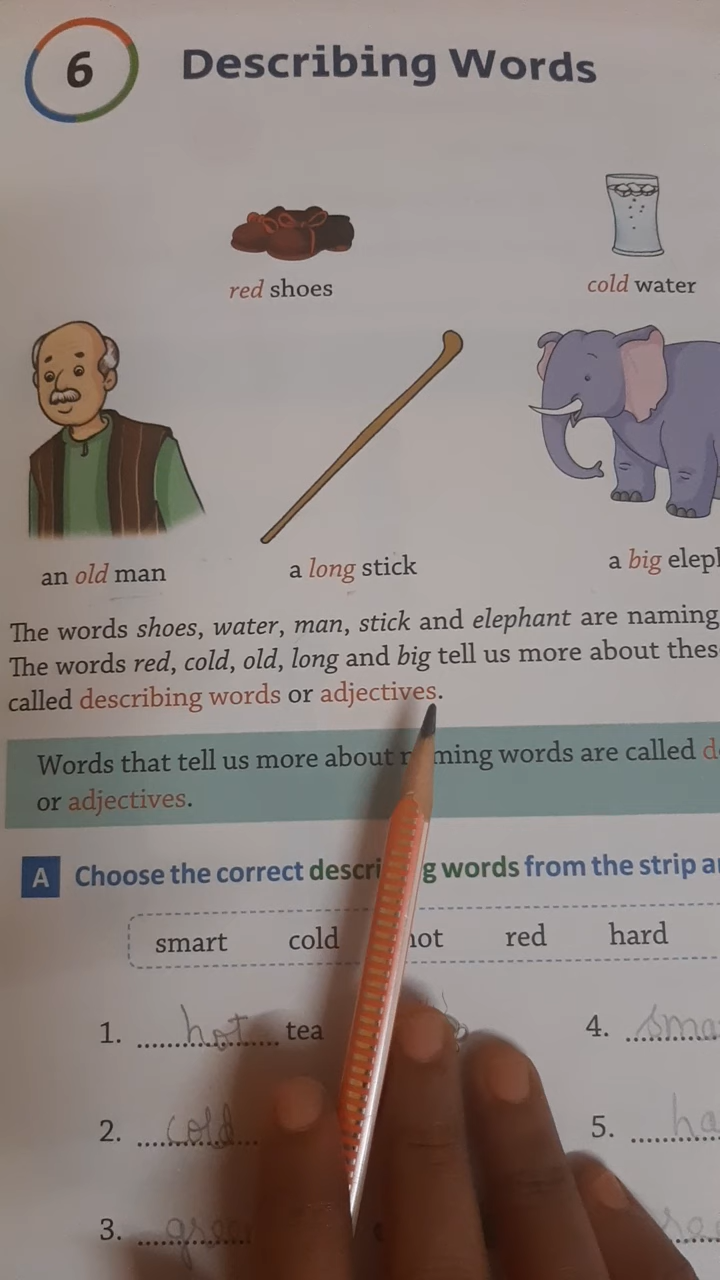 6 Describing Words
red shoes
cold water
an old man
a long stick
a big
The words shoes, water, man, stick and elephant are naming
The words red, cold, old, long and big tell us more about
called describing words or adjectives.
Words that tell us more about naming words are called
or adjectives.
A Choose the correct describing words from the strip
smart cold hot red hard
1. hot tea
4.
2. cold
5.
3.